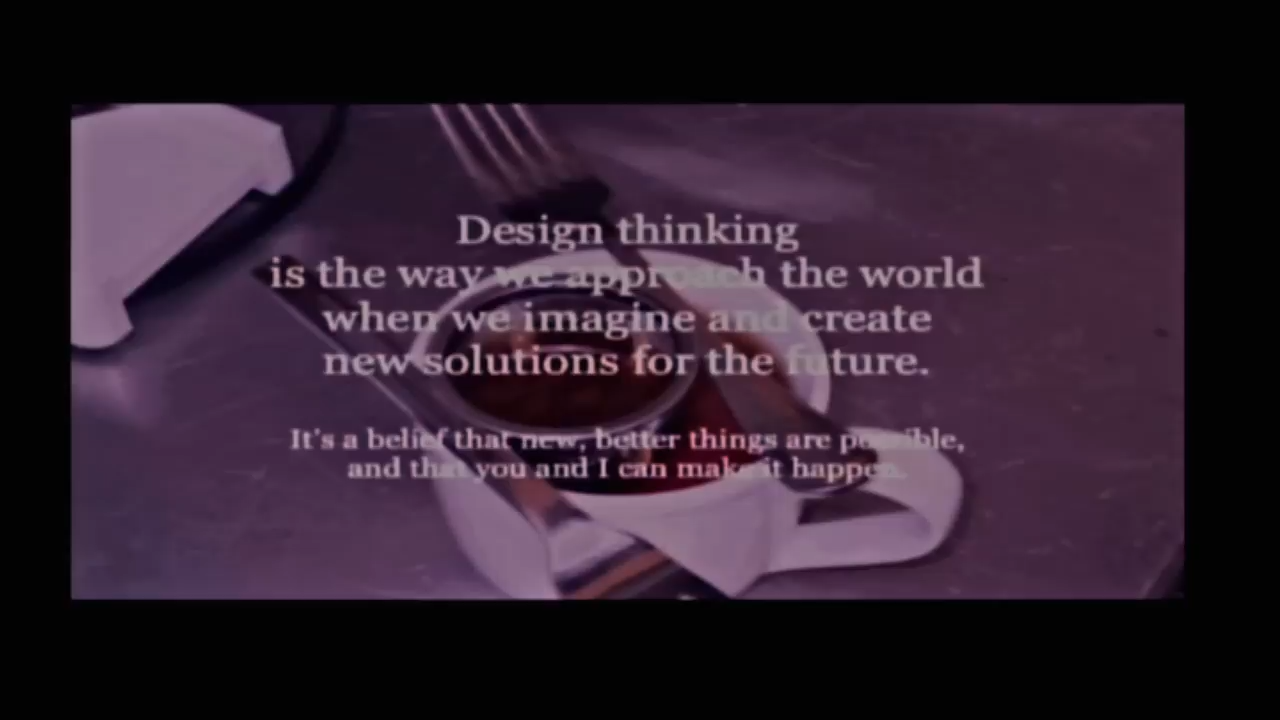 Design thinking
is the way we approach the world
when we imagine and create
new solutions for the future.
It's a belief that new, better things are possible,
and that you and I can make it happen.